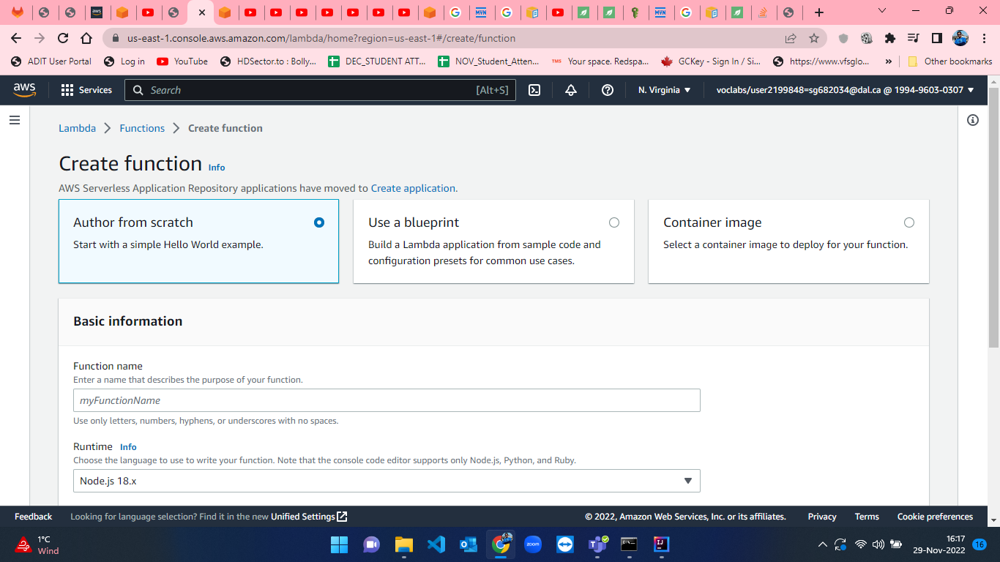 us-east-1.console.aws.amazon.com/lambda/home?region=us-east-1#/create/function
ADIT User Portal
Log in
YouTube
HDSector.to : Bolly...
DEC_STUDENT ATT...
NOV_Student_Atten...
TMS Your space. Redspa...
GCKey - Sign In / Si...
https://www.vfsglo...
»
Other bookmarks
aws
Services
Search
[Alt+S]
N. Virginia
voclabs/user2199848=sg682034@dal.ca @ 1994-9603-0307
Lambda > Functions > Create function
Create function Info
AWS Serverless Application Repository applications have moved to Create application.
Author from scratch
Start with a simple Hello World example.
Use a blueprint
Build a Lambda application from sample code and
configuration presets for common use cases.
Container image
Select a container image to deploy for your function.
Basic information
Function name
Enter a name that describes the purpose of your function.
myFunctionName
Use only letters, numbers, hyphens, or underscores with no spaces.
Runtime Info
Choose the language to use to write your function. Note that the console code editor supports only Node.js, Python, and Ruby.
Node.js 18.x
Feedback
Looking for language selection? Find it in the new Unified Settings
© 2022, Amazon Web Services, Inc. or its affiliates.
Privacy
Terms
Cookie preferences
1°C
Wind
zoom
16:17
29-Nov-2022
16